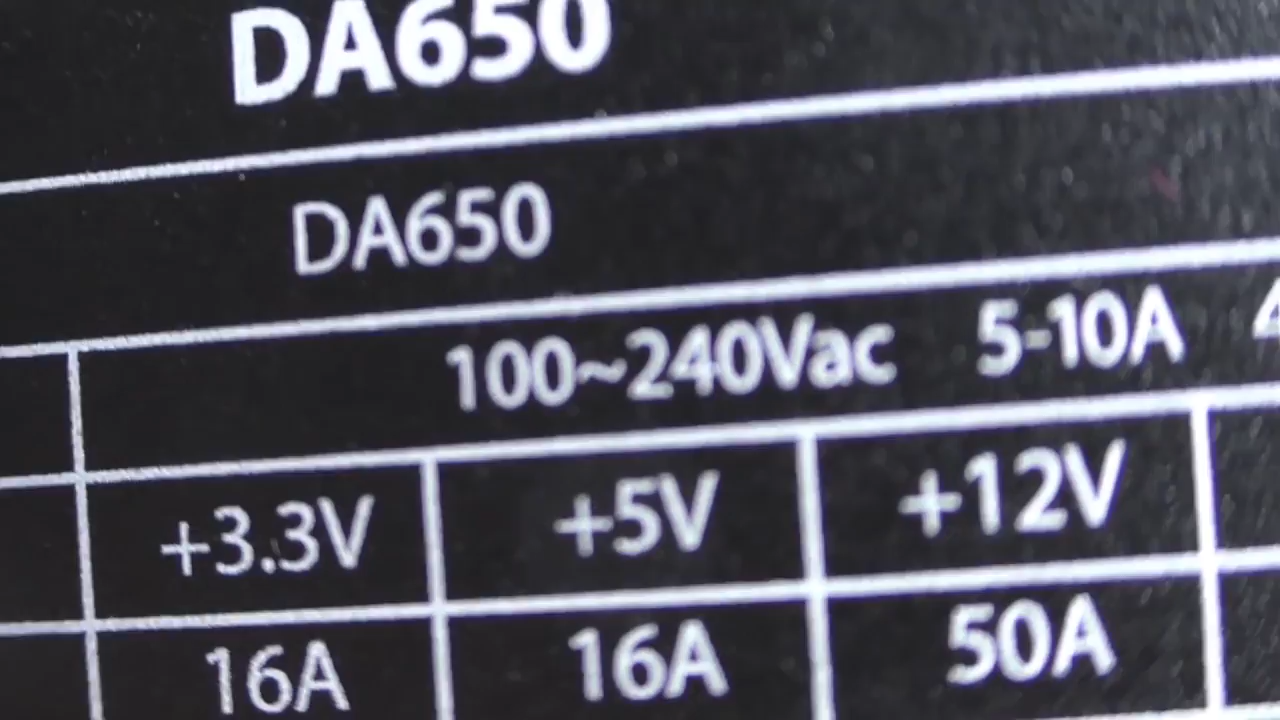 DA650
DA650
100~240Vac 5-10A
+3.3V +5V +12V
16A 16A 50A